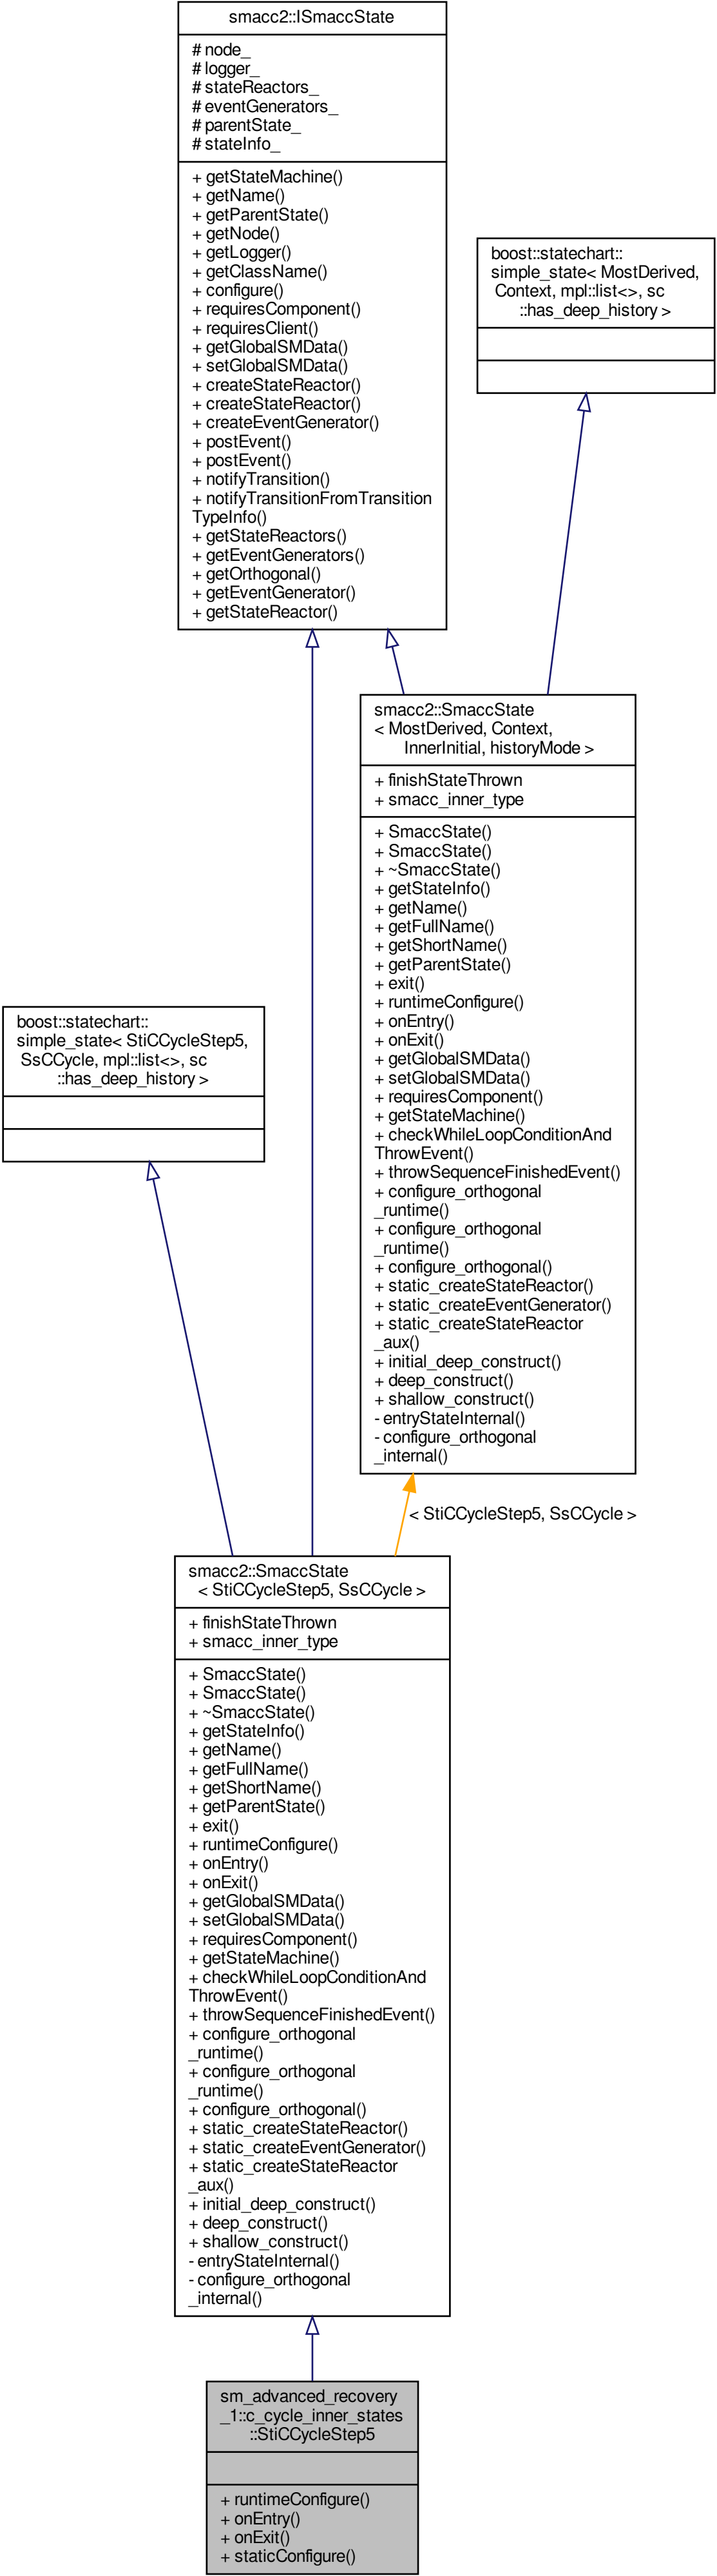 smacc2::ISmaccState
# node_
# logger_
# stateReactors_
# eventGenerators_
# parentState_
# stateInfo_
+ getStateMachine()
+ getName()
+ getParentState()
+ getNode()
+ getLogger()
+ getClassName()
+ configure()
+ requiresComponent()
+ requiresClient()
+ getGlobalSMData()
+ setGlobalSMData()
+ createStateReactor()
+ createStateReactor()
+ createEventGenerator()
+ postEvent()
+ postEvent()
+ notifyTransition()
+ notifyTransitionFromTransition
TypeInfo()
+ getStateReactors()
+ getEventGenerators()
+ getOrthogonal()
+ getEventGenerator()
+ getStateReactor()
boost::statechart::
simple_state< MostDerived,
Context, mpl::list<>, sc
::has_deep_history >
smacc2::SmaccState
< MostDerived, Context,
InnerInitial, historyMode >
+ finishStateThrown
+ smacc_inner_type
+ SmaccState()
+ SmaccState()
+ ~SmaccState()
+ getStateInfo()
+ getName()
+ getFullName()
+ getShortName()
+ getParentState()
+ exit()
+ runtimeConfigure()
+ onEntry()
+ onExit()
+ getGlobalSMData()
+ setGlobalSMData()
+ requiresComponent()
+ getStateMachine()
+ checkWhileLoopConditionAnd
ThrowEvent()
+ throwSequenceFinishedEvent()
+ configure_orthogonal
_runtime()
+ configure_orthogonal
_runtime()
+ configure_orthogonal()
+ static_createStateReactor()
+ static_createEventGenerator()
+ static_createStateReactor
_aux()
+ initial_deep_construct()
+ deep_construct()
+ shallow_construct()
- entryStateInternal()
- configure_orthogonal
_internal()
boost::statechart::
simple_state< StiCCycleStep5,
SsCCycle, mpl::list<>, sc
::has_deep_history >
< StiCCycleStep5, SsCCycle >
smacc2::SmaccState
< StiCCycleStep5, SsCCycle >
+ finishStateThrown
+ smacc_inner_type
+ SmaccState()
+ SmaccState()
+ ~SmaccState()
+ getStateInfo()
+ getName()
+ getFullName()
+ getShortName()
+ getParentState()
+ exit()
+ runtimeConfigure()
+ onEntry()
+ onExit()
+ getGlobalSMData()
+ setGlobalSMData()
+ requiresComponent()
+ getStateMachine()
+ checkWhileLoopConditionAnd
ThrowEvent()
+ throwSequenceFinishedEvent()
+ configure_orthogonal
_runtime()
+ configure_orthogonal
_runtime()
+ configure_orthogonal()
+ static_createStateReactor()
+ static_createEventGenerator()
+ static_createStateReactor
_aux()
+ initial_deep_construct()
+ deep_construct()
+ shallow_construct()
- entryStateInternal()
- configure_orthogonal
_internal()
sm_advanced_recovery
_1::c_cycle_inner_states
::StiCCycleStep5
+ runtimeConfigure()
+ onEntry()
+ onExit()
+ staticConfigure()